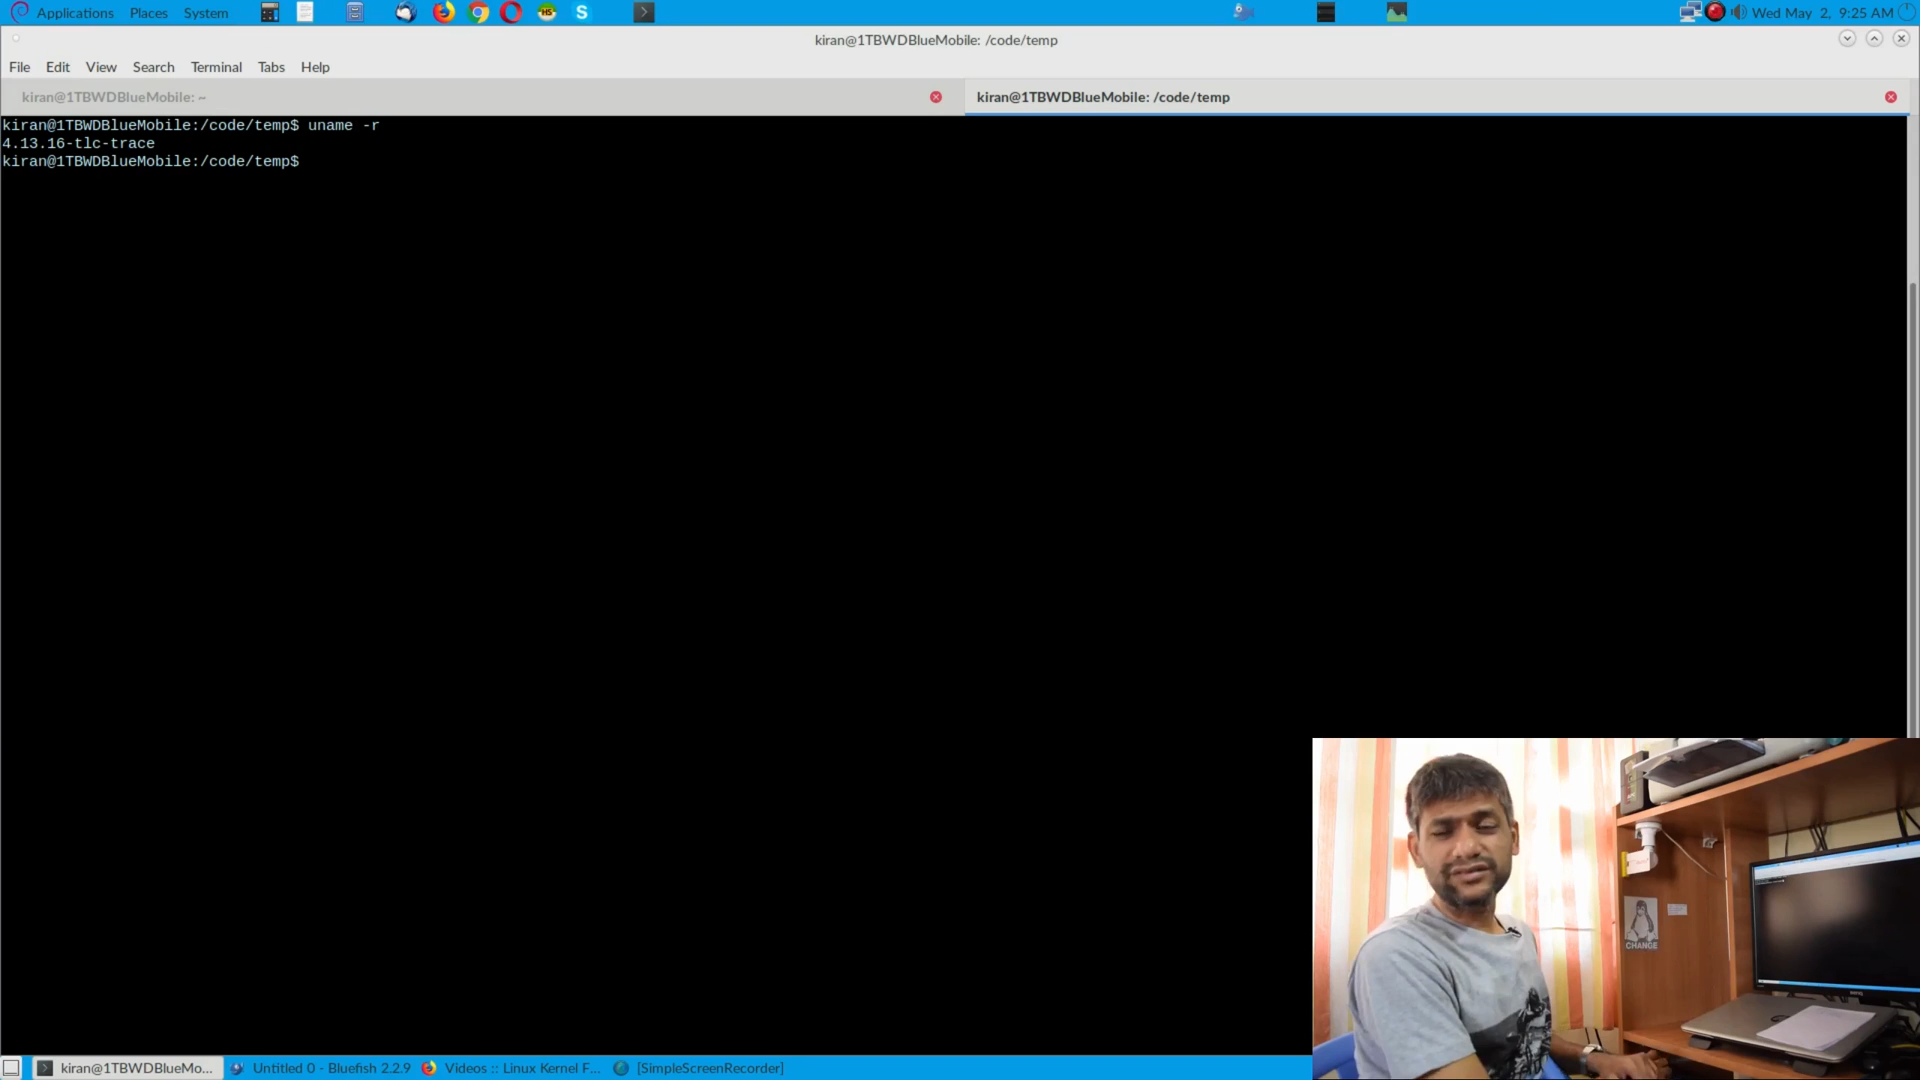 Applications Places System
Wed May 2, 9:25 AM
kiran@1TBWDBlueMobile: /code/temp
File Edit View Search Terminal Tabs Help
kiran@1TBWDBlueMobile: ~
kiran@1TBWDBlueMobile: /code/temp
kiran@1TBWDBlueMobile:/code/temp$ uname -r
4.13.16-tlc-trace
kiran@1TBWDBlueMobile:/code/temp$
CHANGE
kiran@1TBWDBlueMo...
Untitled 0 - Bluefish 2.2.9
Videos :: Linux Kernel F...
[SimpleScreenRecorder]